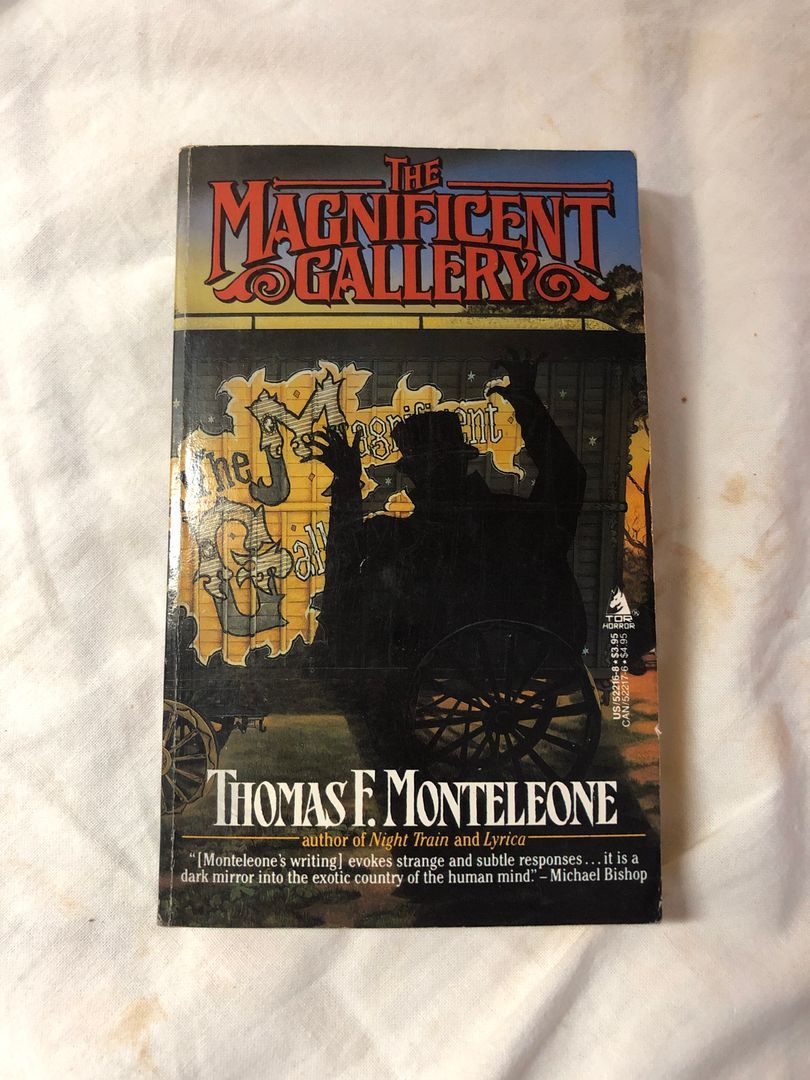 THE
MAGNIFICENT
GALLERY
The Magnificent
Gall
TOR
HORROR
US/52216-8 • $3.95
CAN/52217-6 • $4.95
THOMAS F. MONTELEONE
author of Night Train and Lyrica
“[Monteleone's writing] evokes strange and subtle responses...it is a
dark mirror into the exotic country of the human mind.” – Michael Bishop